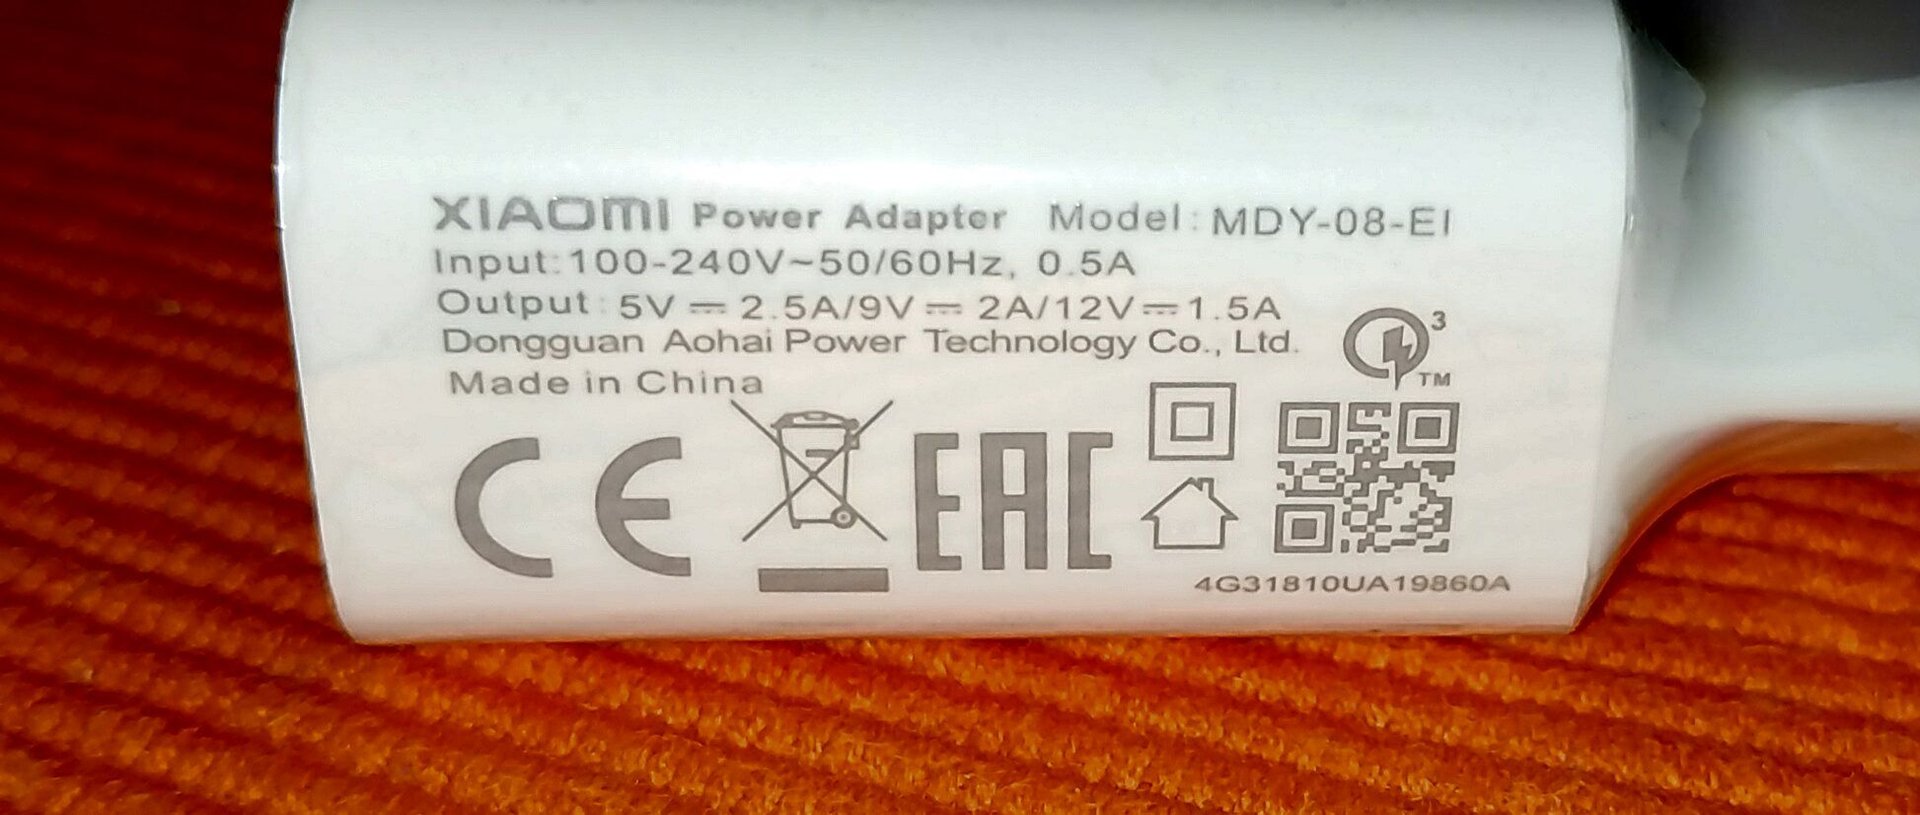 XIAOMI Power Adapter Model: MDY-08-EI
Input: 100-240V~50/60Hz, 0.5A
Output: 5V⎓2.5A/9V⎓2A/12V⎓1.5A
Dongguan Aohai Power Technology Co., Ltd.
Made in China
3
TM
CE EAC
4G31810UA19860A